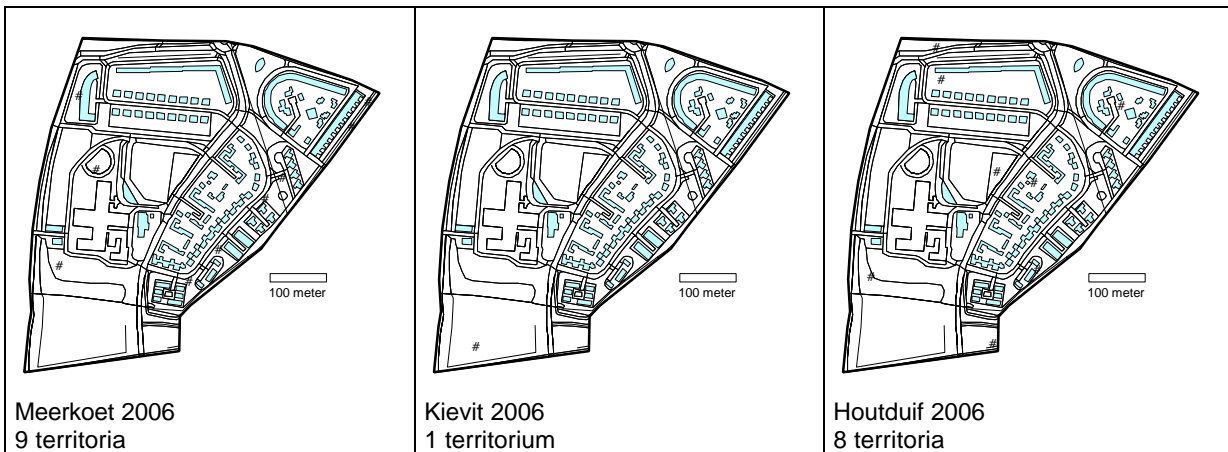 100 meter
Meerkoet 2006
9 territoria
100 meter
Kievit 2006
1 territorium
100 meter
Houtduif 2006
8 territoria